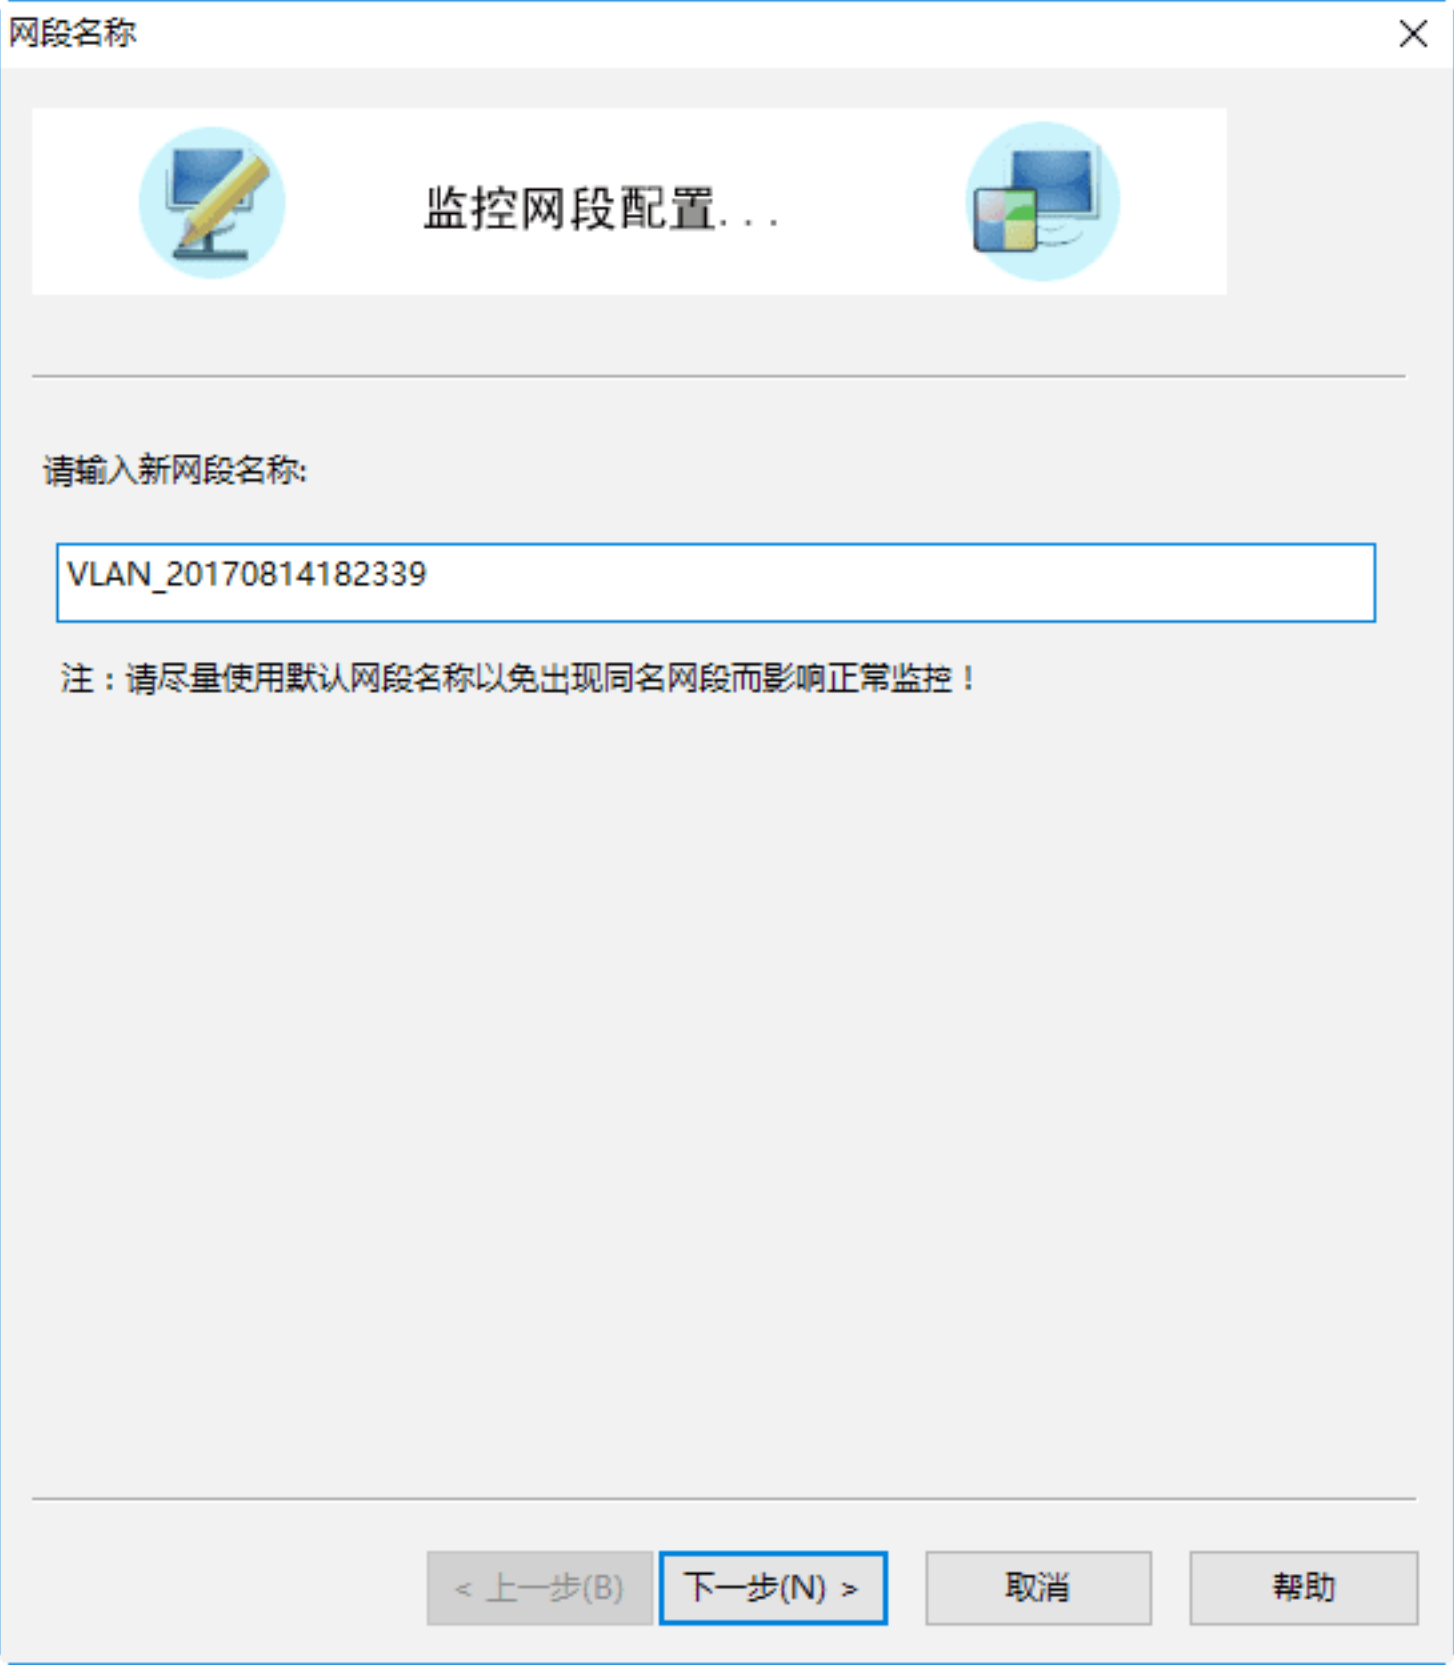 网段名称
监控网段配置...
请输入新网段名称:
VLAN_20170814182339
注：请尽量使用默认网段名称以免出现同名网段而影响正常监控！
< 上一步(B)
下一步(N) >
取消
帮助